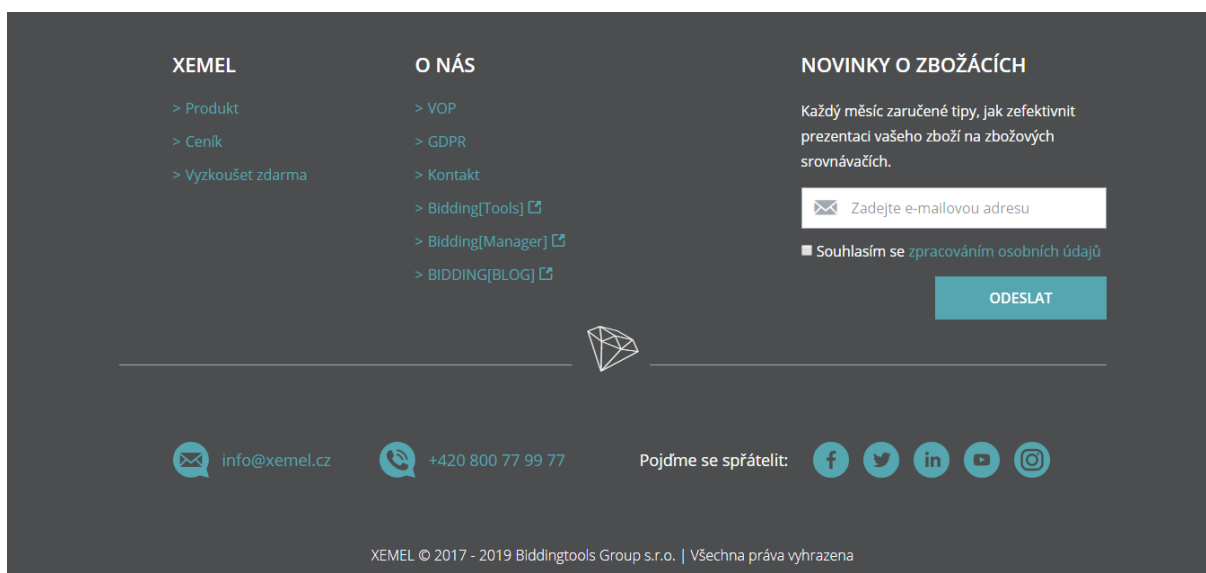 XEMEL
> Produkt
> Ceník
> Vyzkoušet zdarma
O NÁS
> VOP
> GDPR
> Kontakt
> Bidding[Tools]
> Bidding[Manager]
> BIDDING[BLOG]
NOVINKY O ZBOŽÁCÍCH
Každý měsíc zaručené tipy, jak zefektivnit
prezentaci vašeho zboží na zbožových
srovnávačích.
Zadejte e-mailovou adresu
Souhlasím se zpracováním osobních údajů
ODESLAT
info@xemel.cz
+420 800 77 99 77
Pojďme se spřátelit:
XEMEL © 2017 - 2019 Biddingtools Group s.r.o. | Všechna práva vyhrazena